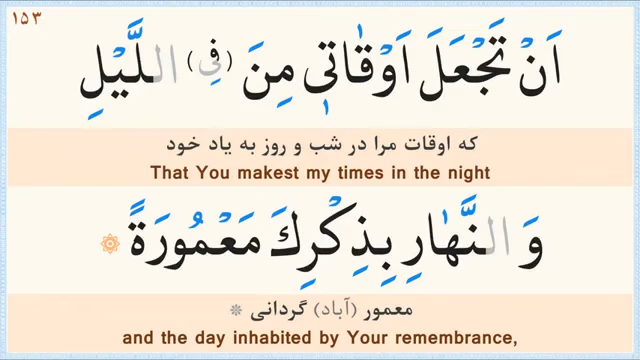 ۱۵۳
اَنْ تَجْعَلَ اَوْقاتی مِنَ (فِی) اللَّیْلِ
که اوقات مرا در شب و روز به یاد خود
That You makest my times in the night
وَ النَّهارِ بِذِکْرِكَ مَعْمُورَةً
معمور (آباد) گردانی
and the day inhabited by Your remembrance,